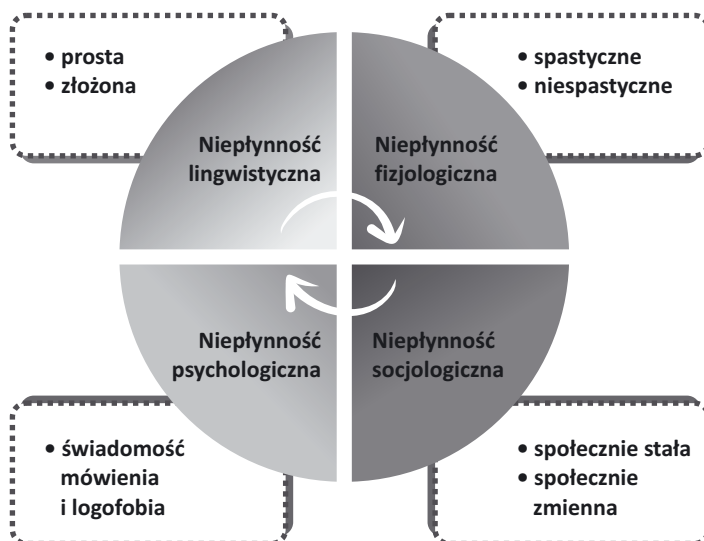 • prosta
• złożona
• spastyczne
• niespastyczne
Niepłynność
lingwistyczna
Niepłynność
fizjologiczna
Niepłynność
psychologiczna
Niepłynność
socjologiczna
• świadomość
mówienia
i logofobia
• społecznie stała
• społecznie
zmienna